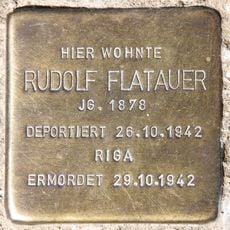 HIER WOHNTE
RUDOLF FLATAUER
JG. 1878
DEPORTIERT 26.10.1942
RIGA
ERMORDET 29.10.1942